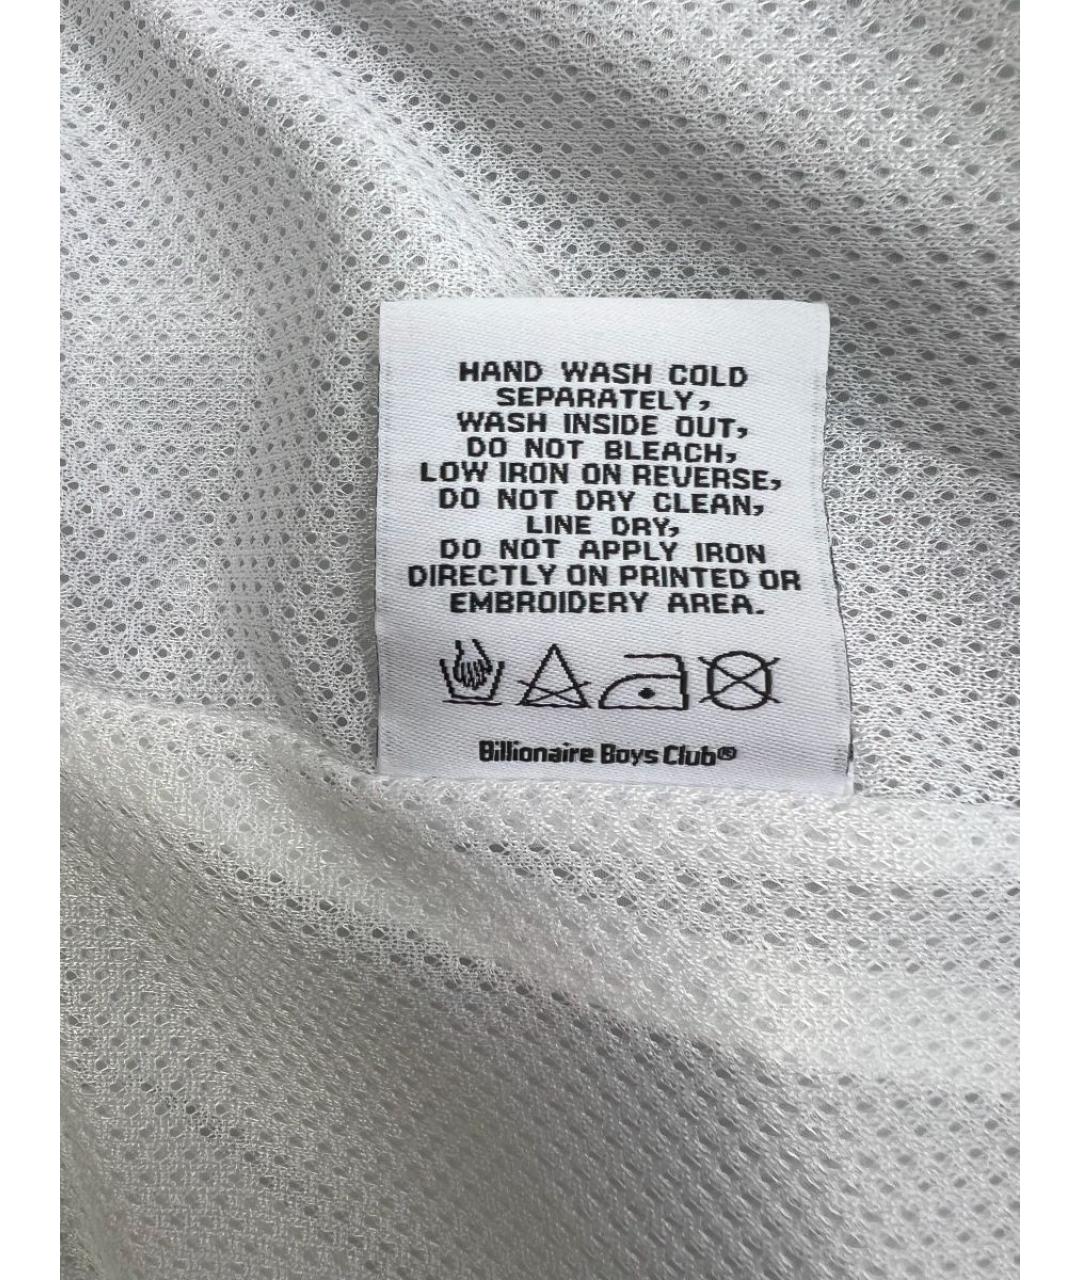 HAND WASH COLD
SEPARATELY,
WASH INSIDE OUT,
DO NOT BLEACH,
LOW IRON ON REVERSE,
DO NOT DRY CLEAN,
LINE DRY,
DO NOT APPLY IRON
DIRECTLY ON PRINTED OR
EMBROIDERY AREA.
Billionaire Boys Club®